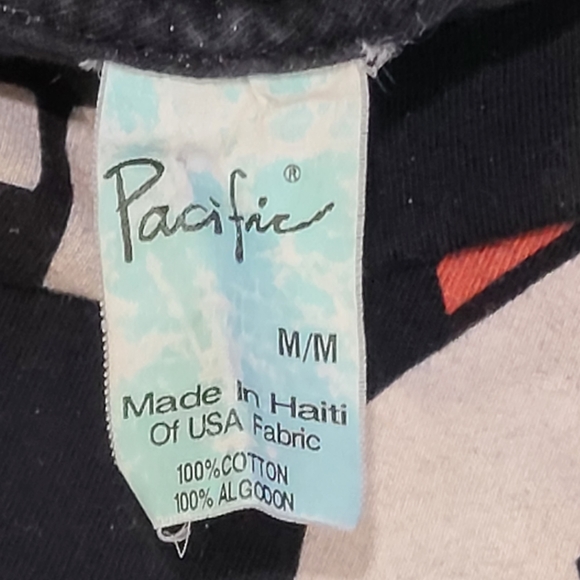 Pacific®
M/M
Made In Haiti
Of USA Fabric
100%COTTON
100% ALGODON